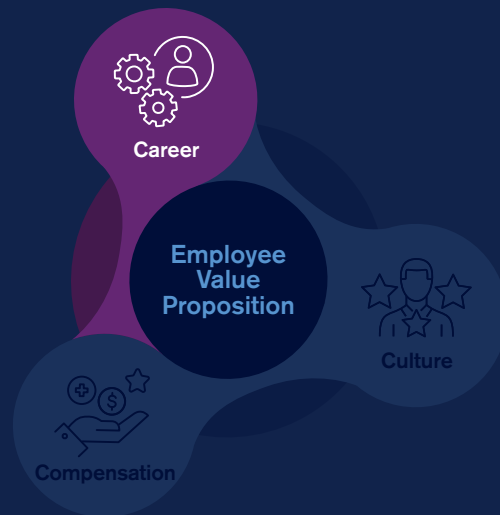 Career
Employee
Value
Proposition
Culture
$
Compensation